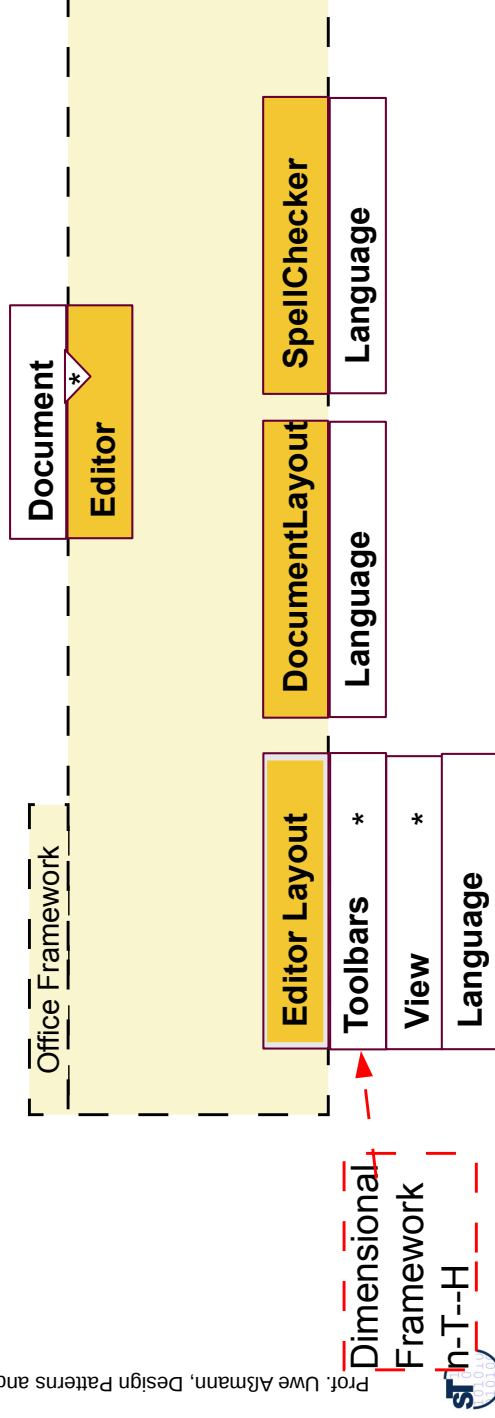 Office Framework
Document
*
Editor
Editor Layout
Toolbars *
View *
Language
DocumentLayout
Language
SpellChecker
Language
Dimensional
Framework
n-T--H
Prof. Uwe Aßmann, Design Patterns and
ST